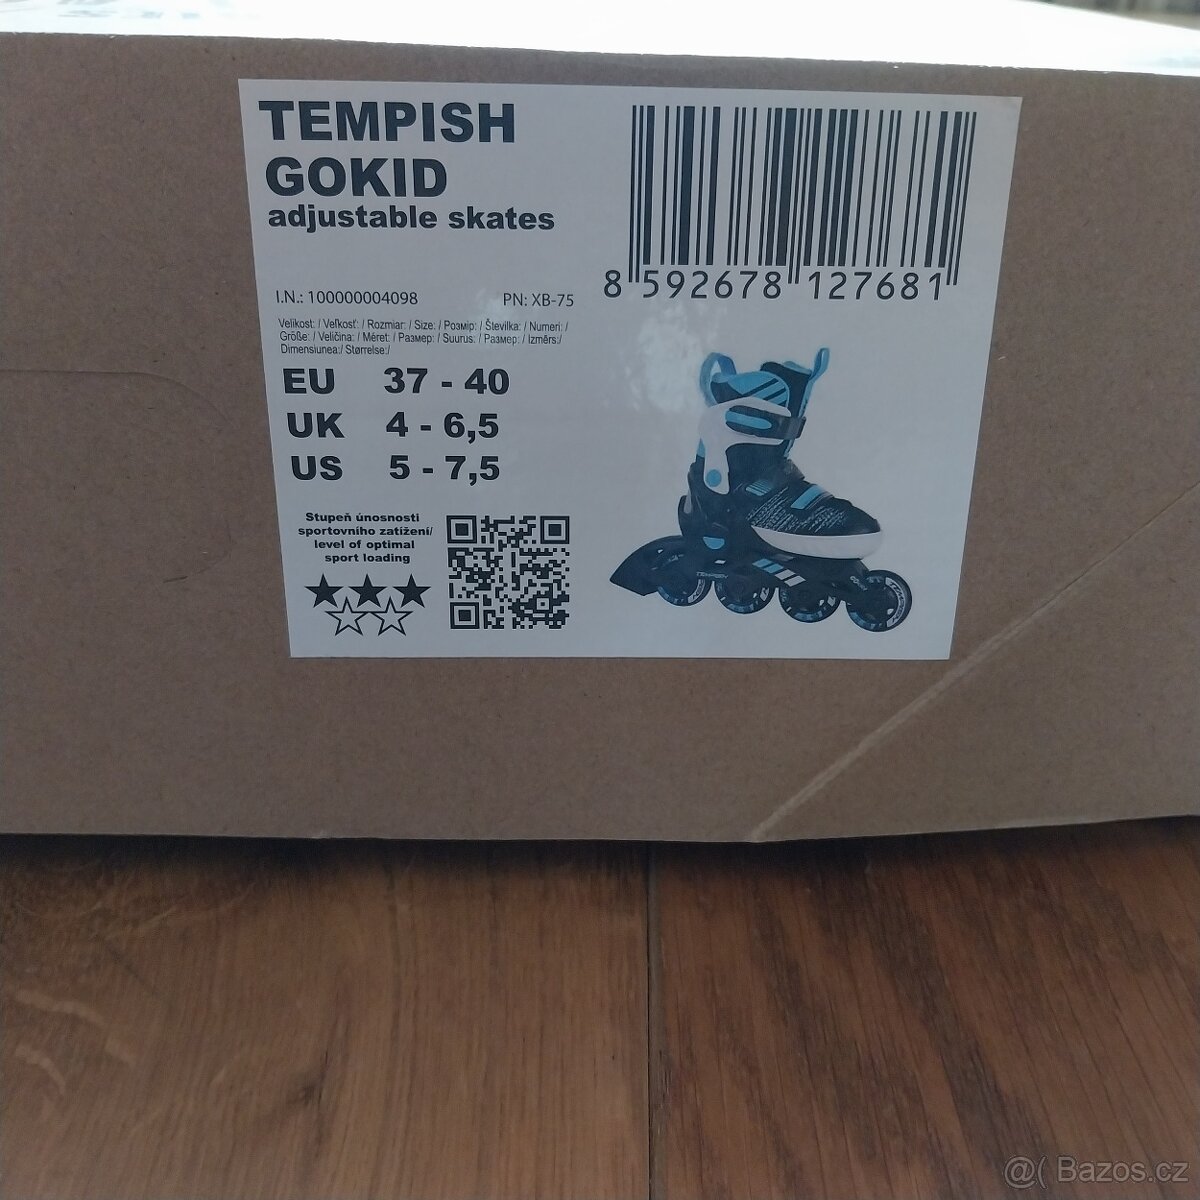 TEMPISH
GOKID
adjustable skates
8 592678 127681
I.N.: 100000004098 PN: XB-75
Velikost: / Veľkosť: / Rozmiar: / Size: / Розмір: / Številka: / Numeri: /
Größe: / Veličina: / Méret: / Размер: / Suurus: / Размер: / Izmērs:/
Dimensiunea:/ Størrelse:/
EU 37 - 40
UK 4 - 6,5
US 5 - 7,5
Stupeň únosnosti
sportovního zatížení/
level of optimal
sport loading
TEMPISH
@( Bazos.cz